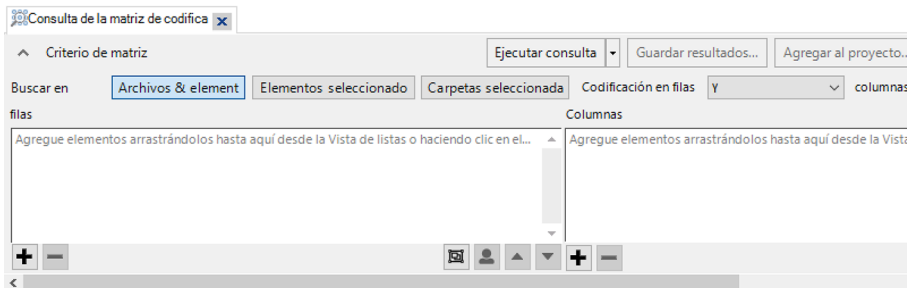 Consulta de la matriz de codifica
Criterio de matriz
Ejecutar consulta
Guardar resultados...
Agregar al proyecto..
Buscar en
Archivos & element
Elementos seleccionado
Carpetas seleccionada
Codificación en filas
Y
columnas
filas
Columnas
Agregue elementos arrastrándolos hasta aquí desde la Vista de listas o haciendo clic en el...
Agregue elementos arrastrándolos hasta aquí desde la Vista